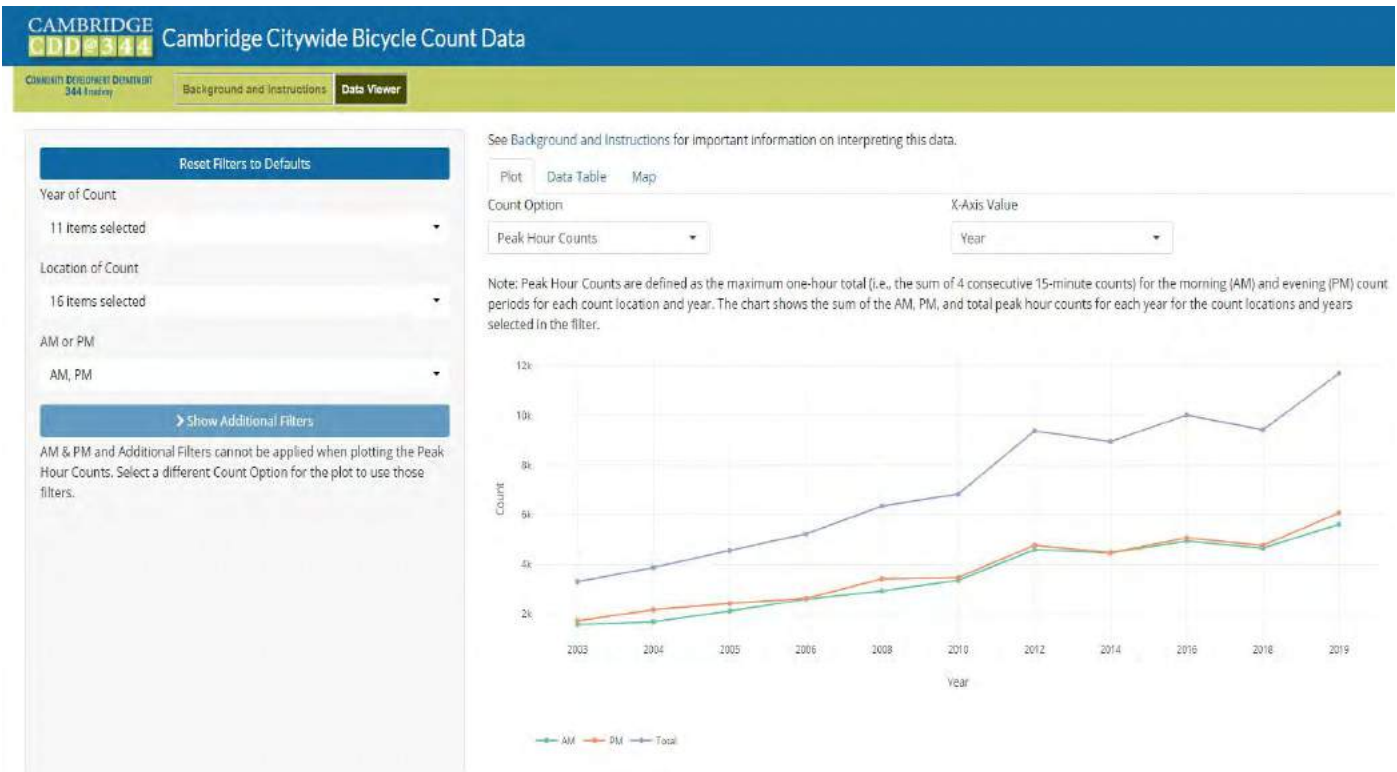 CAMBRIDGE
CDD@344
Cambridge Citywide Bicycle Count Data
COMMUNITY DEVELOPMENT DEPARTMENT
344 Broadway
Background and Instructions
Data Viewer
Reset Filters to Defaults
Year of Count
11 items selected
Location of Count
16 items selected
AM or PM
AM, PM
Show Additional Filters
AM & PM and Additional Filters cannot be applied when plotting the Peak
Hour Counts. Select a different Count Option for the plot to use those
filters.
See Background and Instructions for important information on interpreting this data.
Plot Data Table Map
Count Option
Peak Hour Counts
X-Axis Value
Year
Note: Peak Hour Counts are defined as the maximum one-hour total (i.e., the sum of 4 consecutive 15-minute counts) for the morning (AM) and evening (PM) count
periods for each count location and year. The chart shows the sum of the AM, PM, and total peak hour counts for each year for the count locations and years
selected in the filter.
12k
10k
8k
6k
4k
2k
Count
2003 2004 2005 2006 2008 2010 2012 2014 2016 2018 2019
Year
AM PM Total